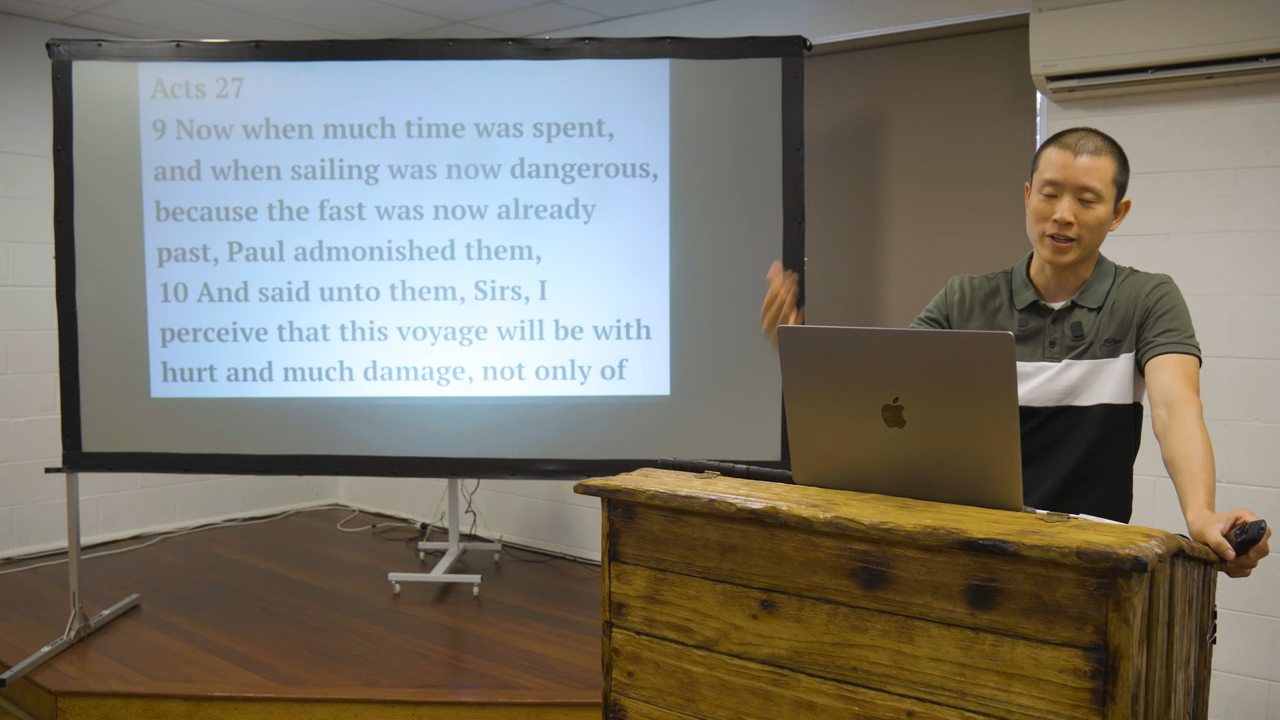 Acts 27
9 Now when much time was spent,
and when sailing was now dangerous,
because the fast was now already
past, Paul admonished them,
10 And said unto them, Sirs, I
perceive that this voyage will be with
hurt and much damage, not only of